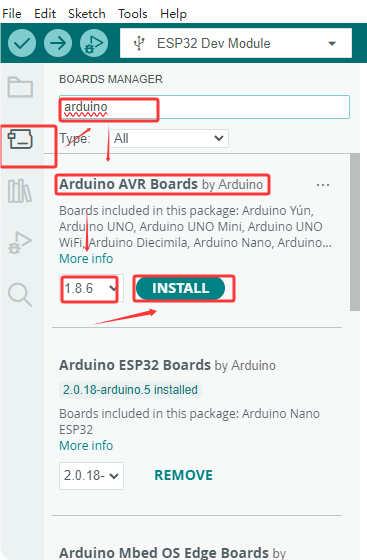 File Edit Sketch Tools Help
ESP32 Dev Module
BOARDS MANAGER
arduino
Type: All
Arduino AVR Boards by Arduino
Boards included in this package: Arduino Yún,
Arduino UNO, Arduino UNO Mini, Arduino UNO
WiFi, Arduino Diecimila, Arduino Nano, Arduino...
More info
1.8.6 INSTALL
Arduino ESP32 Boards by Arduino
2.0.18-arduino.5 installed
Boards included in this package: Arduino Nano
ESP32
More info
2.0.18- REMOVE
Arduino Mbed OS Edge Boards by